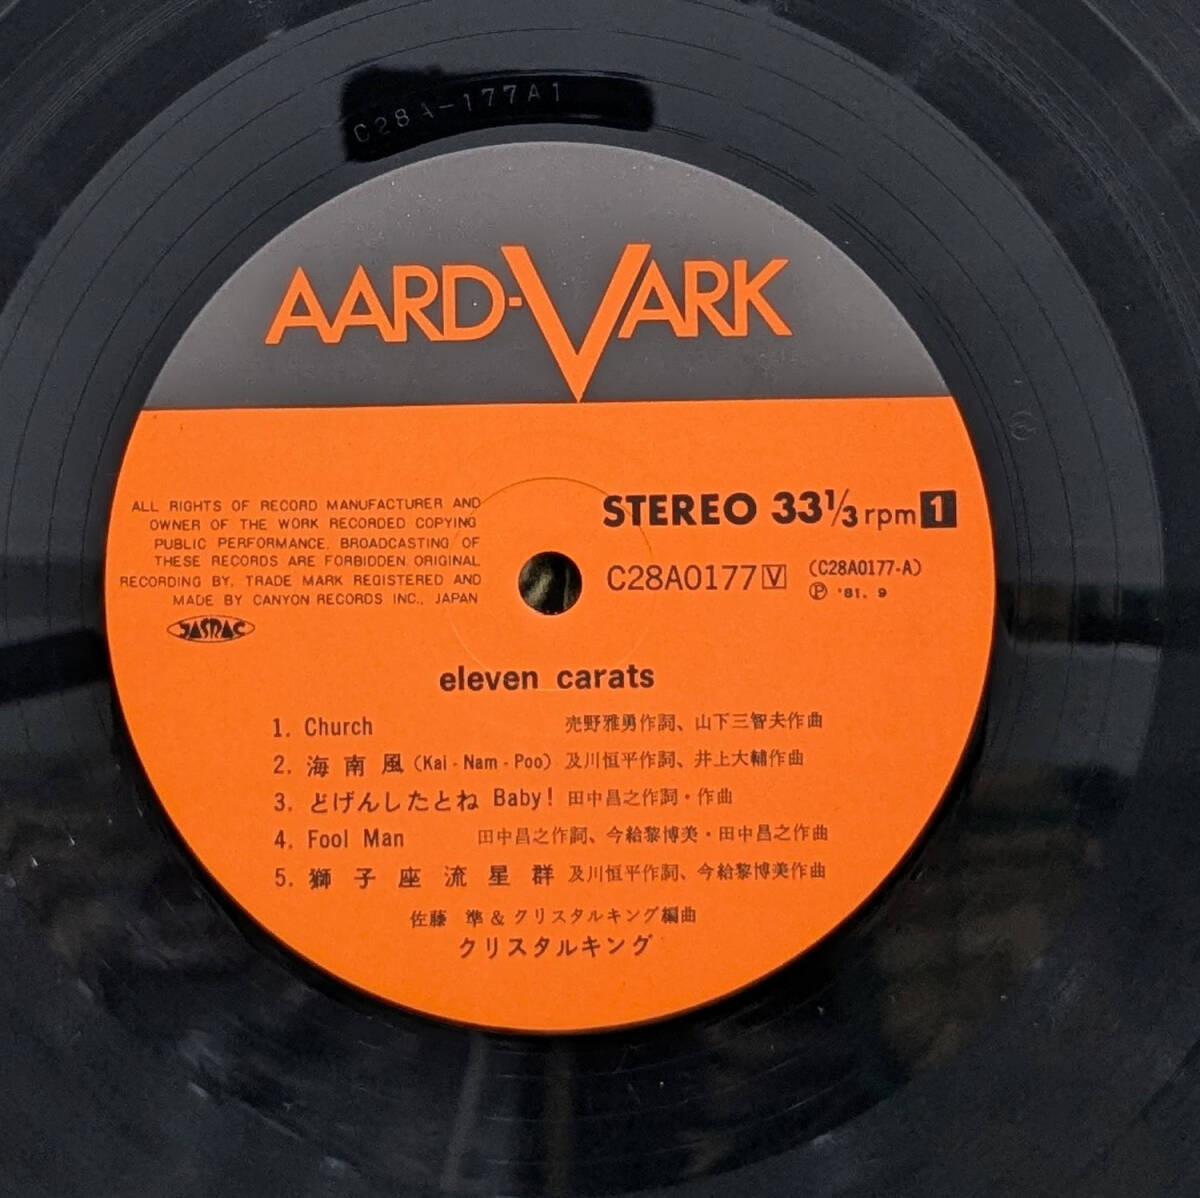 C28A-177A1
AARD-VARK
ALL RIGHTS OF RECORD MANUFACTURER AND
OWNER OF THE WORK RECORDED COPYING
PUBLIC PERFORMANCE, BROADCASTING OF
THESE RECORDS ARE FORBIDDEN, ORIGINAL
RECORDING BY, TRADE MARK REGISTERED AND
MADE BY CANYON RECORDS INC., JAPAN
JASRAC
STEREO 33 1/3 rpm 1
C28A0177 V (C28A0177-A)
Ⓟ '81. 9
eleven carats
1. Church 売野雅勇作詞、山下三智夫作曲
2. 海南風 (Kai - Nam - Poo) 及川恒平作詞、井上大輔作曲
3. どげんしたとね Baby! 田中昌之作詞・作曲
4. Fool Man 田中昌之作詞、今給黎博美・田中昌之作曲
5. 獅子座流星群 及川恒平作詞、今給黎博美作曲
佐藤 準 & クリスタルキング編曲
クリスタルキング